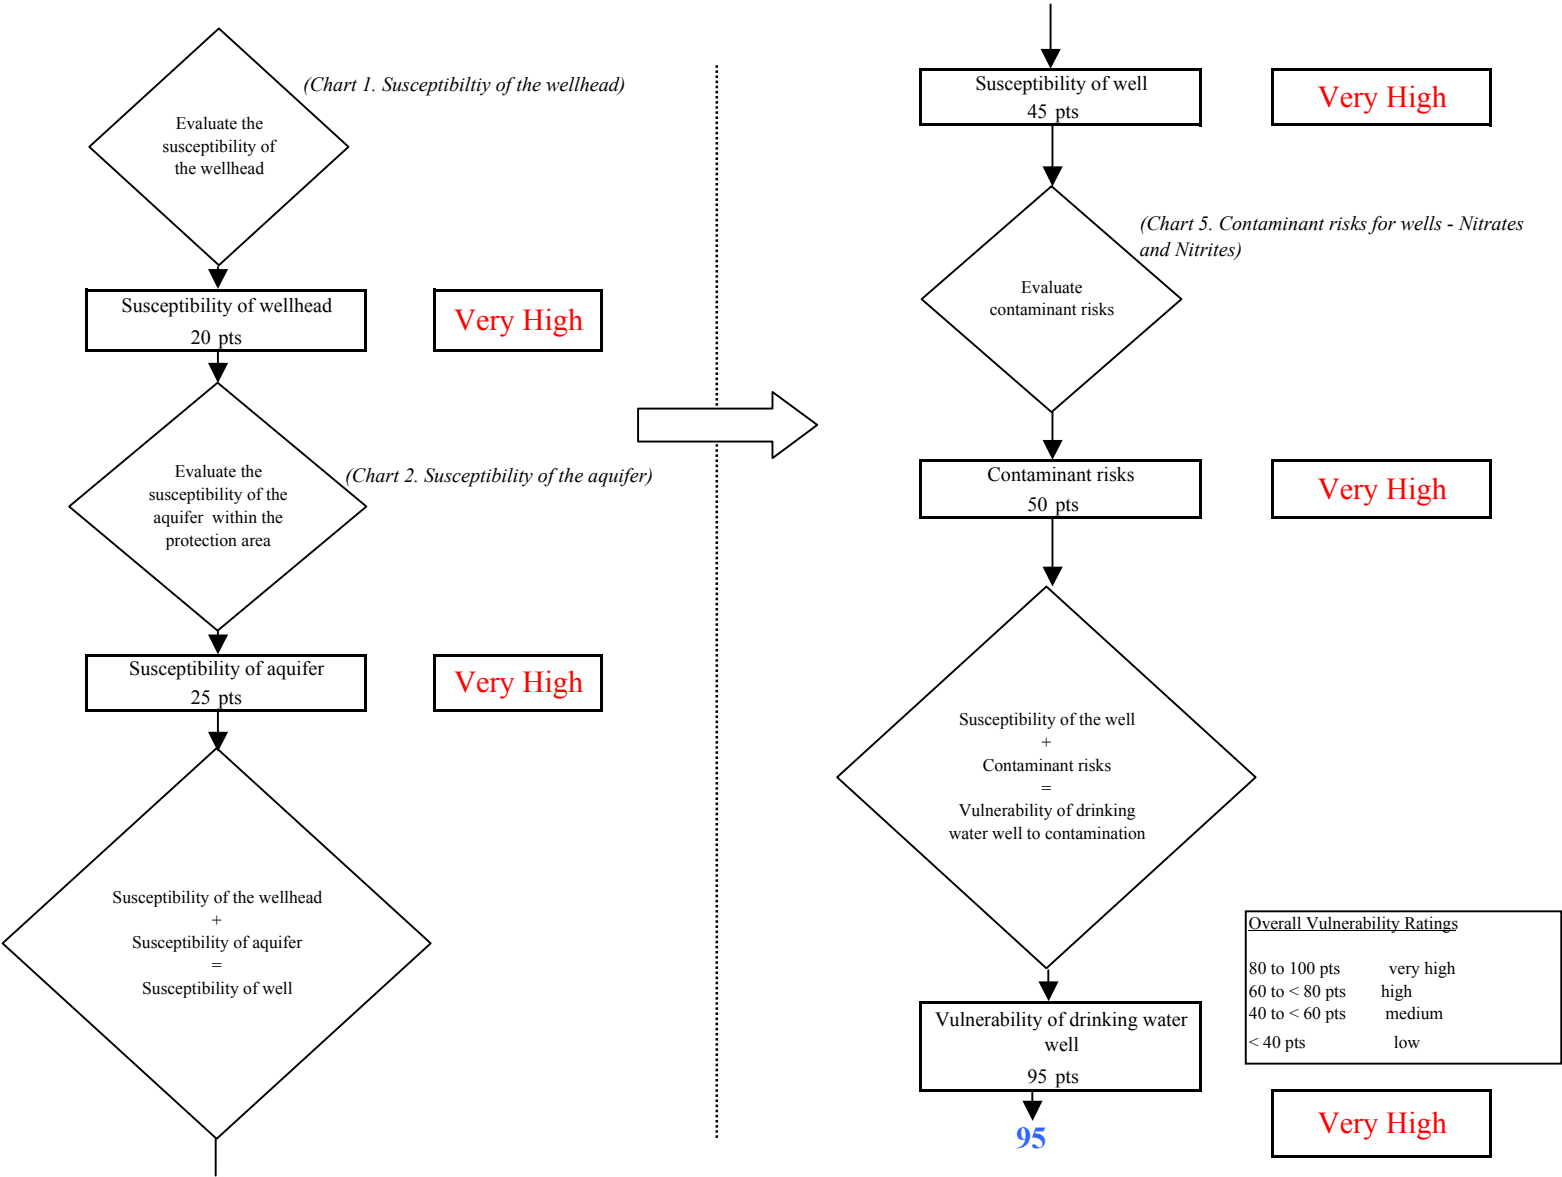 (Chart 1. Susceptibiltiy of the wellhead)
Evaluate the
susceptibility of
the wellhead
Susceptibility of wellhead
20 pts
Very High
Evaluate the
susceptibility of the
aquifer within the
protection area
(Chart 2. Susceptibility of the aquifer)
Susceptibility of aquifer
25 pts
Very High
Susceptibility of the wellhead
+
Susceptibility of aquifer
=
Susceptibility of well
Susceptibility of well
45 pts
Very High
(Chart 5. Contaminant risks for wells - Nitrates
and Nitrites)
Evaluate
contaminant risks
Contaminant risks
50 pts
Very High
Susceptibility of the well
+
Contaminant risks
=
Vulnerability of drinking
water well to contamination
Overall Vulnerability Ratings
80 to 100 pts very high
60 to < 80 pts high
40 to < 60 pts medium
< 40 pts low
Vulnerability of drinking water
well
95 pts
95
Very High